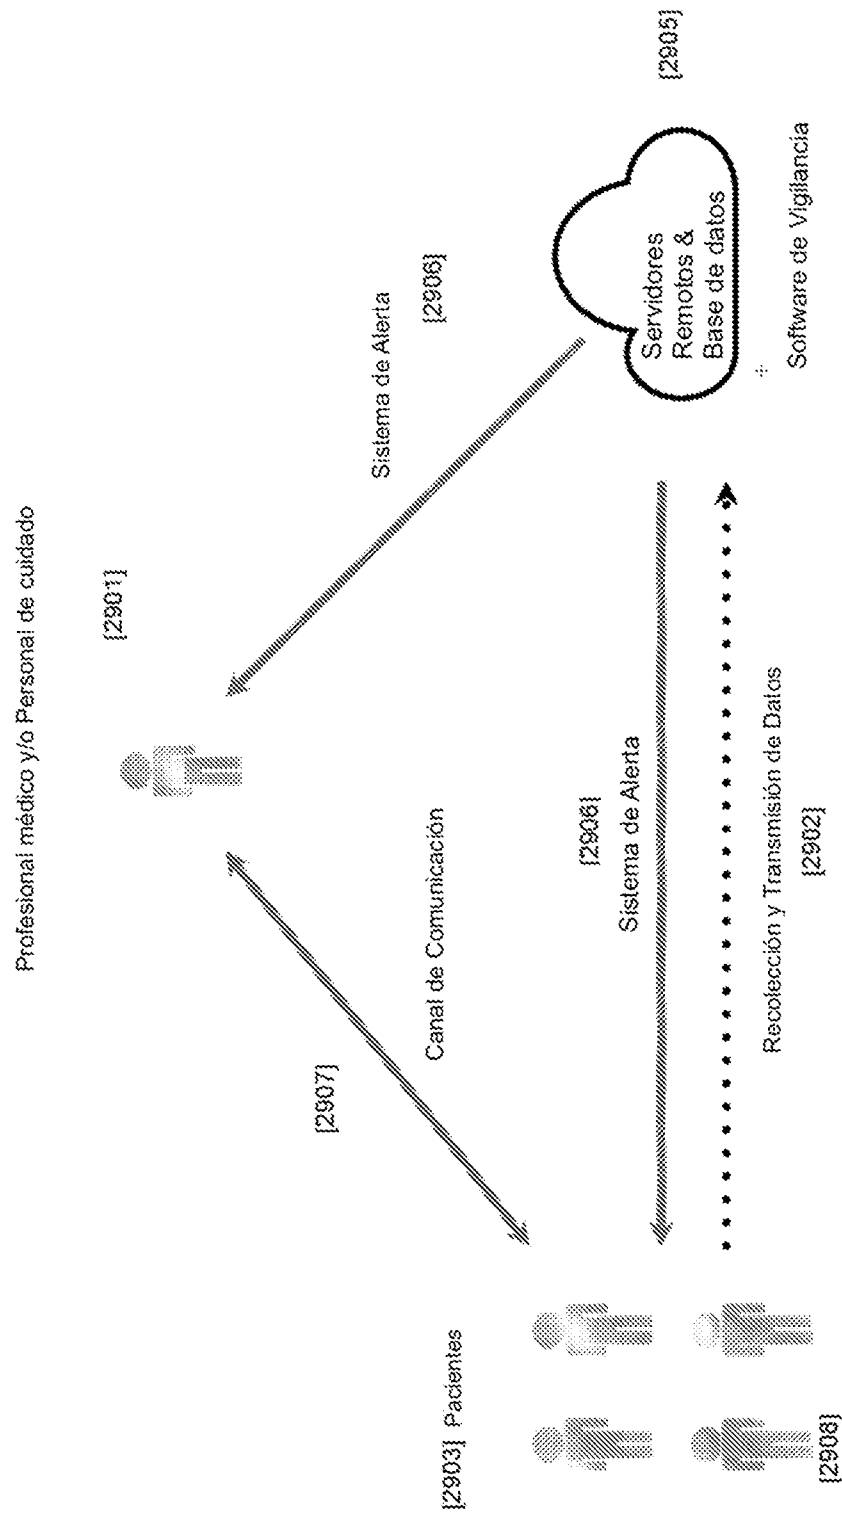 Profesional médico y/o Personal de cuidado
[2901]
Sistema de Alerta
[2906]
[2907]
Canal de Comunicación
[2905]
Servidores
Remotos &
Base de datos
+
Software de Vigilancia
[2906]
Sistema de Alerta
Recolección y Transmisión de Datos
[2902]
[2903] Pacientes
[2908]